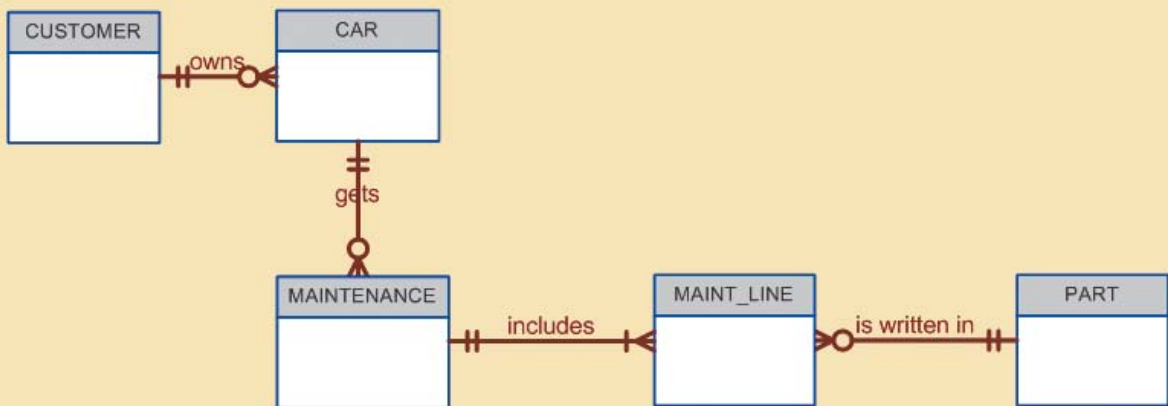 CUSTOMER
CAR
owns
gets
MAINTENANCE
includes
MAINT_LINE
is written in
PART